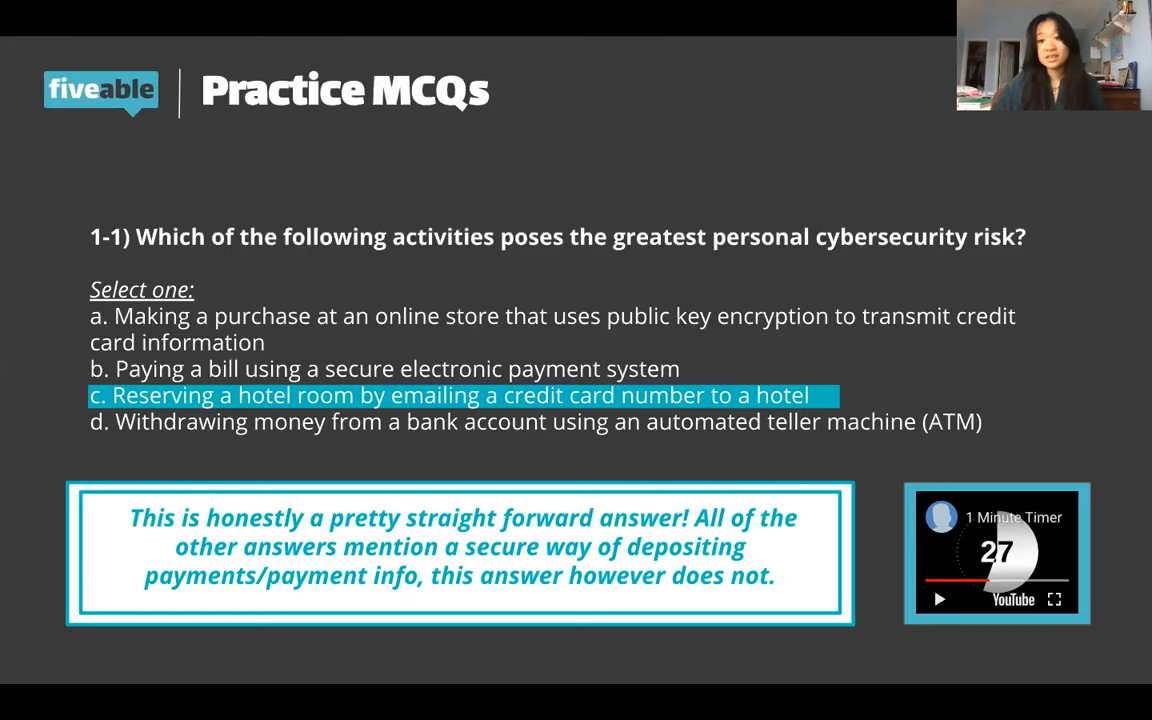 fiveable
Practice MCQs
1-1) Which of the following activities poses the greatest personal cybersecurity risk?
Select one:
a. Making a purchase at an online store that uses public key encryption to transmit credit
card information
b. Paying a bill using a secure electronic payment system
c. Reserving a hotel room by emailing a credit card number to a hotel
d. Withdrawing money from a bank account using an automated teller machine (ATM)
This is honestly a pretty straight forward answer! All of the
other answers mention a secure way of depositing
payments/payment info, this answer however does not.
1 Minute Timer
27
YouTube